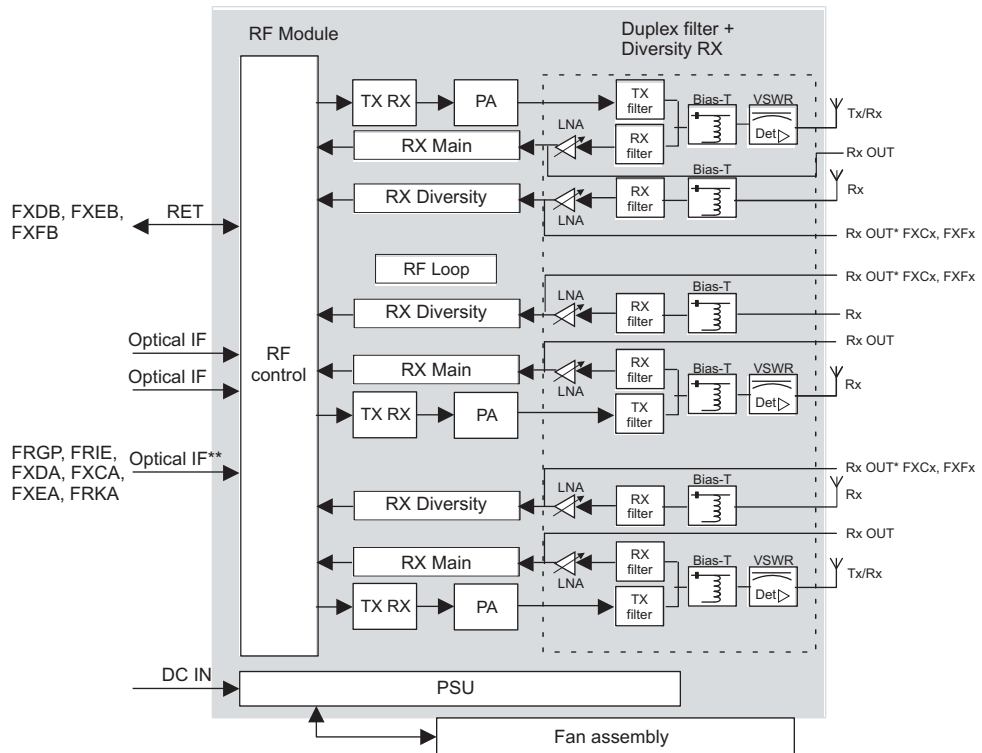 RF Module
Duplex filter +
Diversity RX
TX RX
PA
TX
filter
Bias-T
VSWR
Det
Tx/Rx
LNA
RX Main
RX
filter
Rx OUT
Bias-T
RX Diversity
LNA
RX
filter
Rx
FXDB, FXEB,
FXFB
RET
Rx OUT* FXCx, FXFx
RF Loop
Rx OUT* FXCx, FXFx
Bias-T
LNA
RX Diversity
RX
filter
Rx
Optical IF
RF
control
Rx OUT
RX Main
LNA
RX
filter
Bias-T
VSWR
Det
Rx
Optical IF
TX RX
PA
TX
filter
FRGP, FRIE,
FXDA, FXCA,
FXEA, FRKA
Optical IF**
Rx OUT* FXCx, FXFx
Bias-T
RX Diversity
LNA
RX
filter
Rx
Rx OUT
RX Main
LNA
RX
filter
Bias-T
VSWR
Det
Tx/Rx
TX RX
PA
TX
filter
DC IN
PSU
Fan assembly